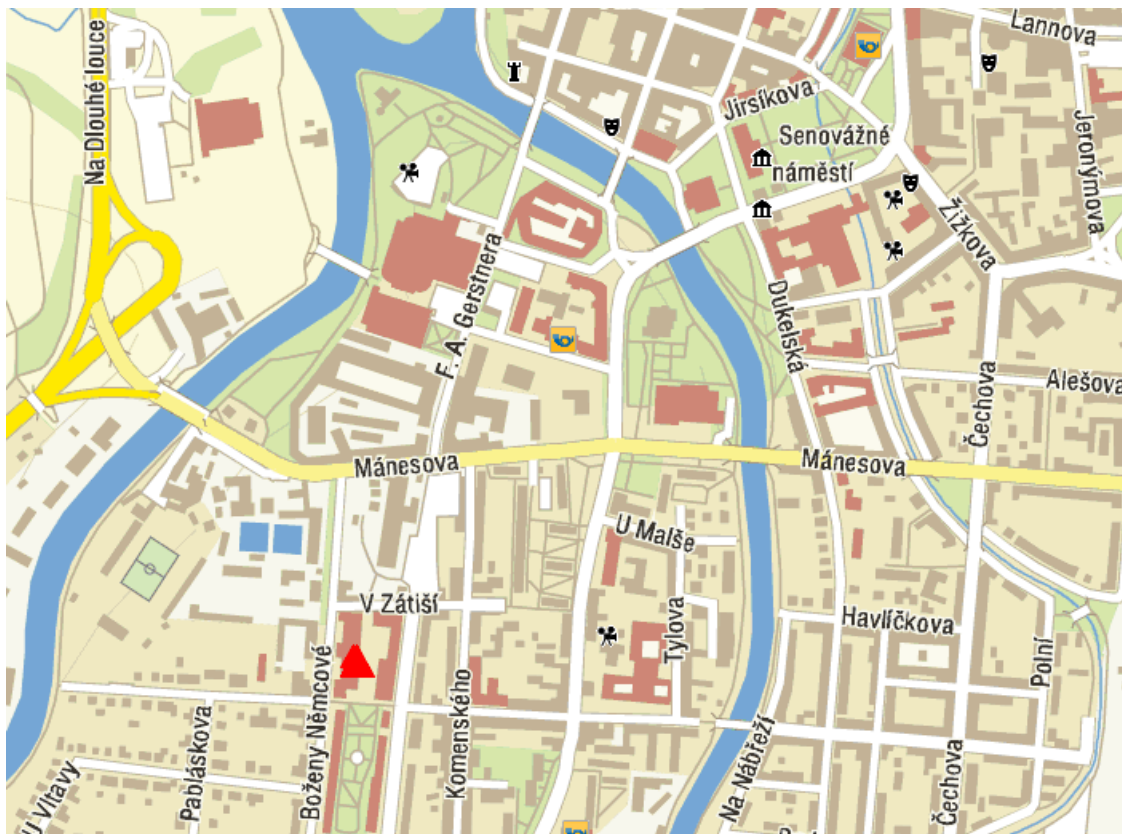 Lannova
Na Dlouhé louce
Jirsíkova
Senovážné
náměstí
Jeronýmova
Žižkova
F. A. Gerstnera
Dukelská
Alešova
Čechova
Mánesova
Mánesova
U Malše
V Zátiší
Havlíčkova
Tylova
Polní
Boženy Němcové
Komenského
Pabláskova
U Vltavy
Na Nábřeží
Čechova